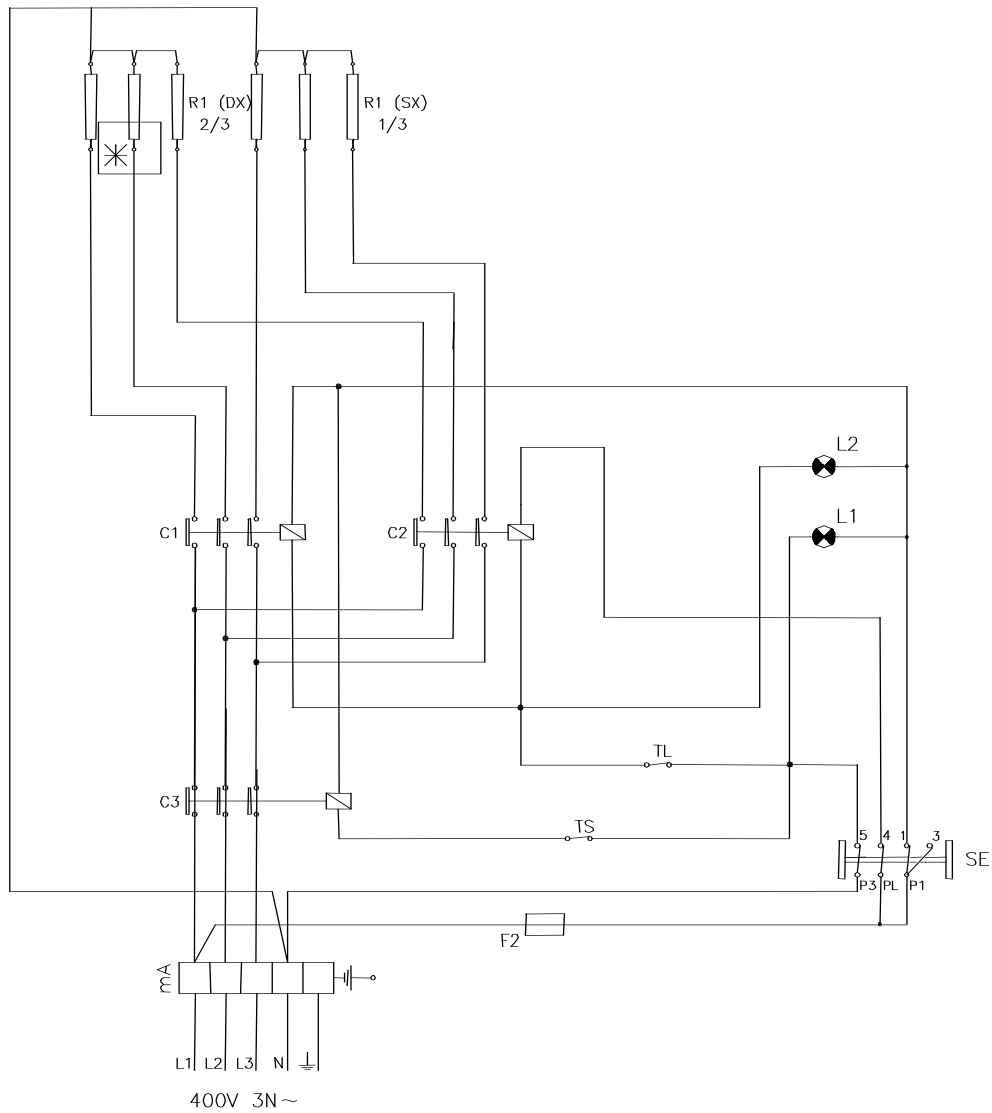 R1 (DX) R1 (SX)
2/3 1/3
L2
L1
C1 C2
TL
C3
TS
5 4 1 3
SE
P3 PL P1
F2
mA
L1 L2 L3 N
400V 3N~